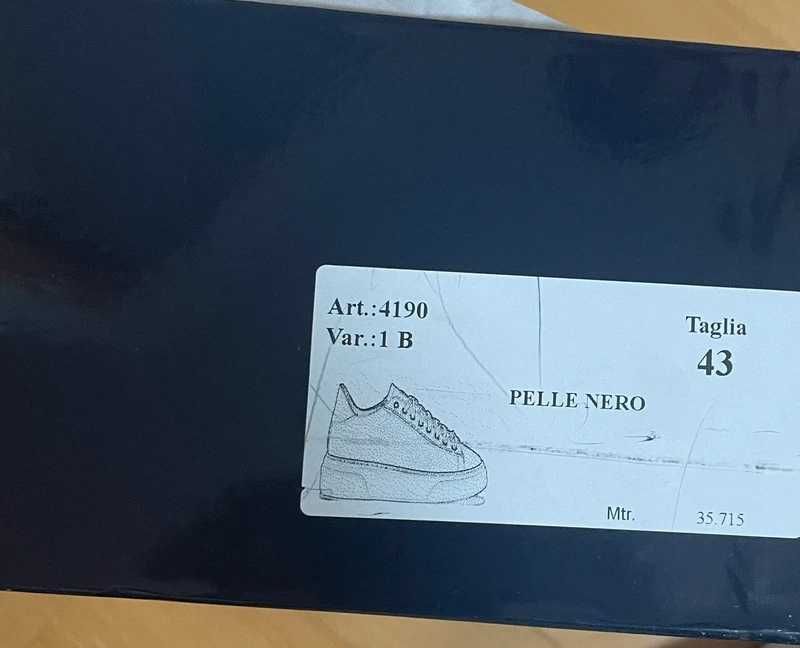 Art.:4190
Var.:1 B
Taglia
43
PELLE NERO
Mtr. 35.715